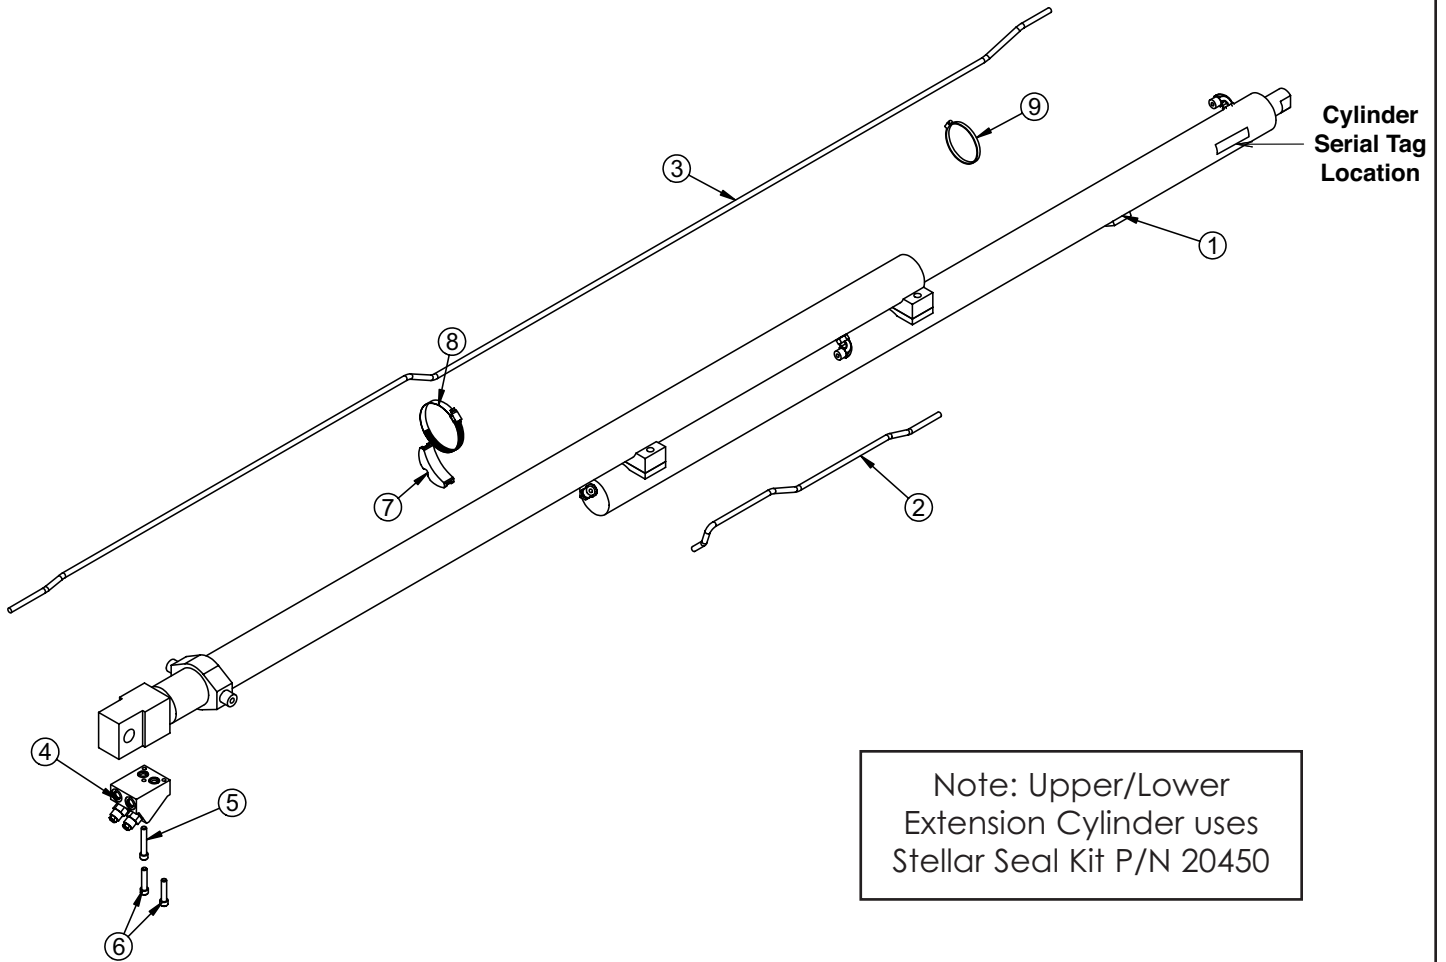 9
Cylinder
Serial Tag
Location
3
1
8
7
2
4
5
6
Note: Upper/Lower
Extension Cylinder uses
Stellar Seal Kit P/N 20450